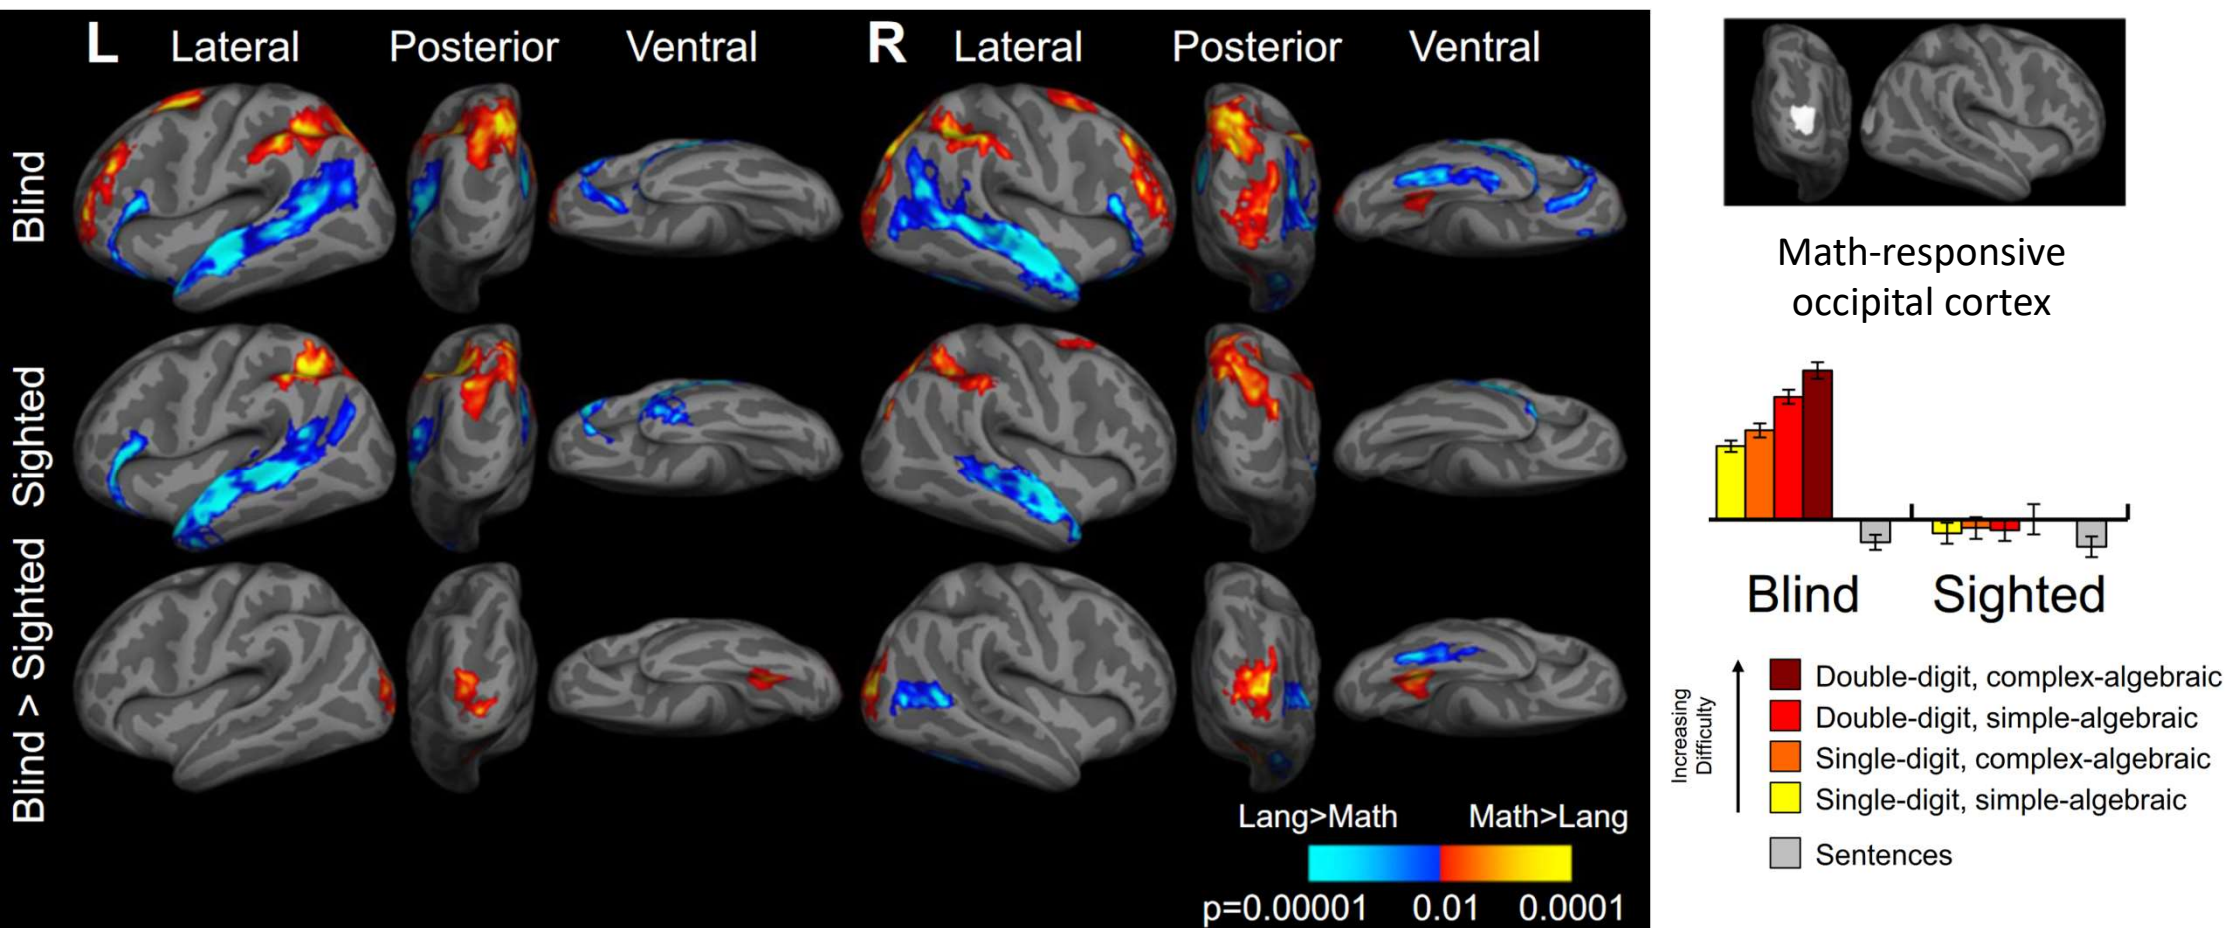 L Lateral Posterior Ventral R Lateral Posterior Ventral
Blind
Sighted
Blind > Sighted
Lang>Math Math>Lang
p=0.00001 0.01 0.0001
Math-responsive
occipital cortex
Blind Sighted
Increasing
Difficulty
Double-digit, complex-algebraic
Double-digit, simple-algebraic
Single-digit, complex-algebraic
Single-digit, simple-algebraic
Sentences